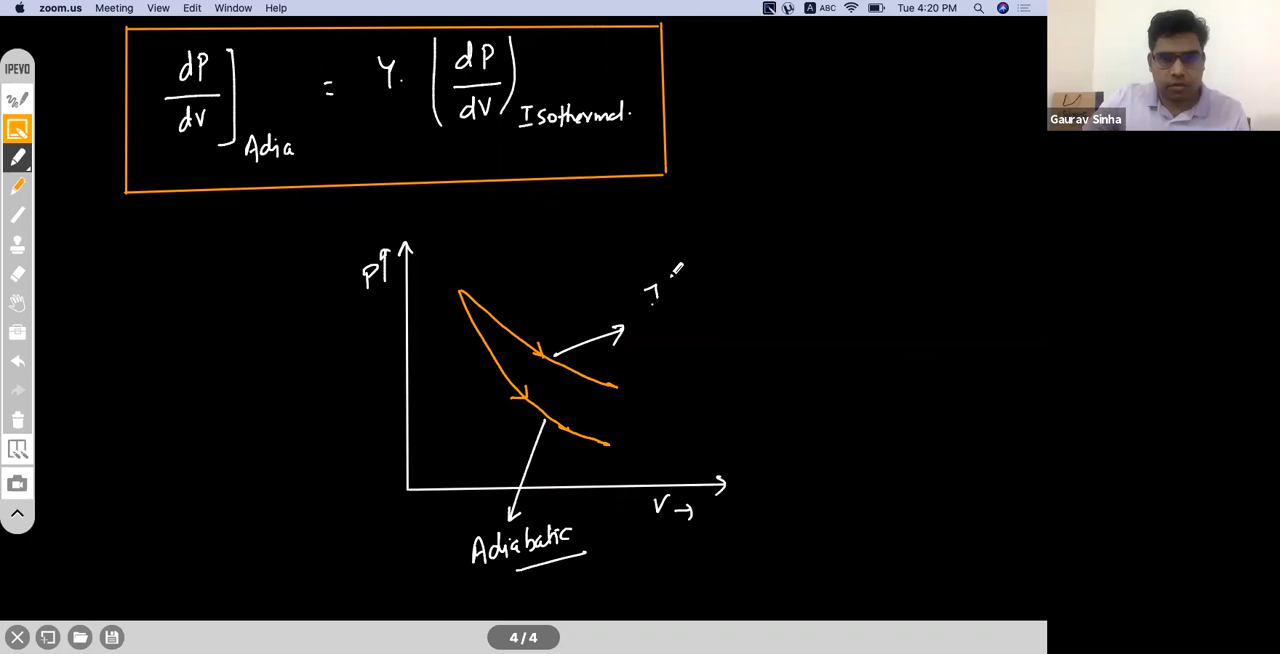 zoom.us Meeting View Edit Window Help
A ABC Tue 4:20 PM
IPEVO
Gaurav Sinha
dP
dv
Adia
= γ.
dP
dV
Isothermal.
P↑
V →
Adiabatic
4 / 4